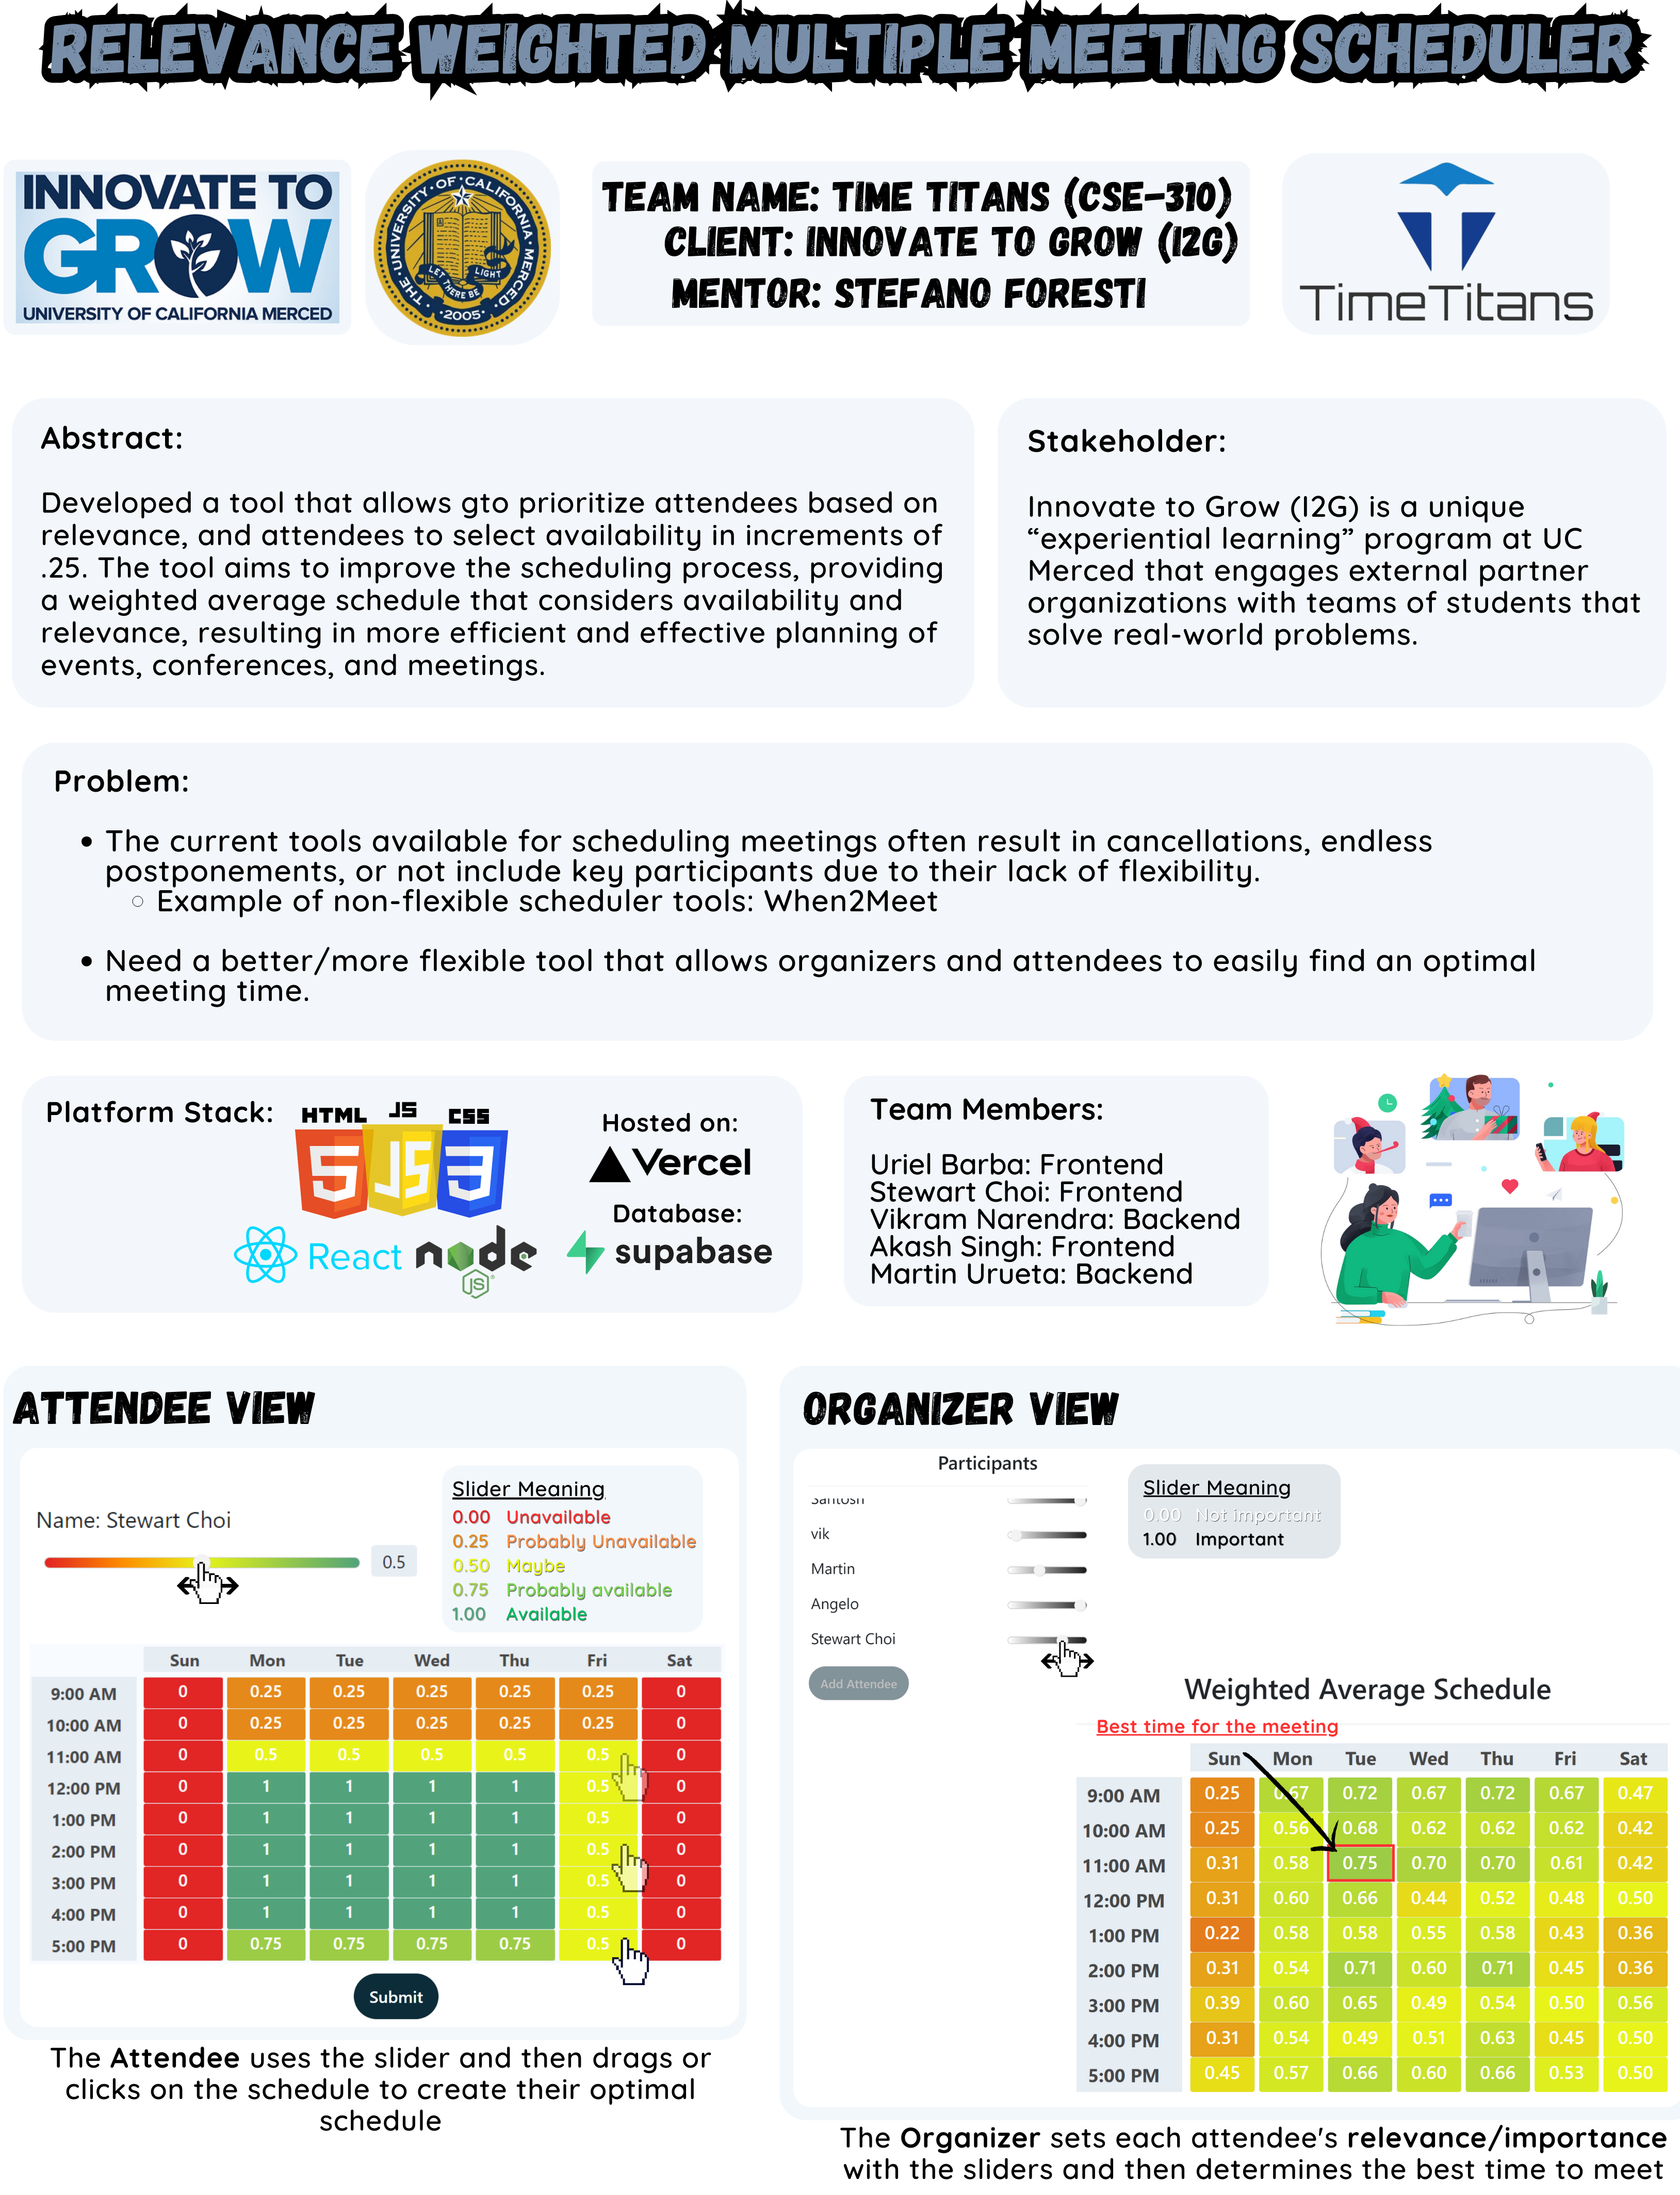 RELEVANCE WEIGHTED MULTIPLE MEETING SCHEDULER
INNOVATE TO
GROW
UNIVERSITY OF CALIFORNIA MERCED
THE · UNIVERSITY · OF · CALIFORNIA · MERCED
LET THERE BE LIGHT
·2005·
TEAM NAME: TIME TITANS (CSE-310)
CLIENT: INNOVATE TO GROW (I2G)
MENTOR: STEFANO FORESTI
TimeTitans
Abstract:
Developed a tool that allows gto prioritize attendees based on
relevance, and attendees to select availability in increments of
.25. The tool aims to improve the scheduling process, providing
a weighted average schedule that considers availability and
relevance, resulting in more efficient and effective planning of
events, conferences, and meetings.
Stakeholder:
Innovate to Grow (I2G) is a unique
“experiential learning” program at UC
Merced that engages external partner
organizations with teams of students that
solve real-world problems.
Problem:
• The current tools available for scheduling meetings often result in cancellations, endless
postponements, or not include key participants due to their lack of flexibility.
○ Example of non-flexible scheduler tools: When2Meet
• Need a better/more flexible tool that allows organizers and attendees to easily find an optimal
meeting time.
Platform Stack:
HTML JS CSS
5 JS 3
React node
JS
Hosted on:
Vercel
Database:
supabase
Team Members:
Uriel Barba: Frontend
Stewart Choi: Frontend
Vikram Narendra: Backend
Akash Singh: Frontend
Martin Urueta: Backend
ATTENDEE VIEW
Name: Stewart Choi
0.5
Slider Meaning
0.00 Unavailable
0.25 Probably Unavailable
0.50 Maybe
0.75 Probably available
1.00 Available
Sun Mon Tue Wed Thu Fri Sat
9:00 AM 0 0.25 0.25 0.25 0.25 0.25 0
10:00 AM 0 0.25 0.25 0.25 0.25 0.25 0
11:00 AM 0 0.5 0.5 0.5 0.5 0.5 0
12:00 PM 0 1 1 1 1 0.5 0
1:00 PM 0 1 1 1 1 0.5 0
2:00 PM 0 1 1 1 1 0.5 0
3:00 PM 0 1 1 1 1 0.5 0
4:00 PM 0 1 1 1 1 0.5 0
5:00 PM 0 0.75 0.75 0.75 0.75 0.5 0
Submit
The Attendee uses the slider and then drags or
clicks on the schedule to create their optimal
schedule
ORGANIZER VIEW
Participants
Santosh
vik
Martin
Angelo
Stewart Choi
Add Attendee
Slider Meaning
0.00 Not important
1.00 Important
Weighted Average Schedule
Best time for the meeting
Sun Mon Tue Wed Thu Fri Sat
9:00 AM 0.25 0.67 0.72 0.67 0.72 0.67 0.47
10:00 AM 0.25 0.56 0.68 0.62 0.62 0.62 0.42
11:00 AM 0.31 0.58 0.75 0.70 0.70 0.61 0.42
12:00 PM 0.31 0.60 0.66 0.44 0.52 0.48 0.50
1:00 PM 0.22 0.58 0.58 0.55 0.58 0.43 0.36
2:00 PM 0.31 0.54 0.71 0.60 0.71 0.45 0.36
3:00 PM 0.39 0.60 0.65 0.49 0.54 0.50 0.56
4:00 PM 0.31 0.54 0.49 0.51 0.63 0.45 0.50
5:00 PM 0.45 0.57 0.66 0.60 0.66 0.53 0.50
The Organizer sets each attendee's relevance/importance
with the sliders and then determines the best time to meet